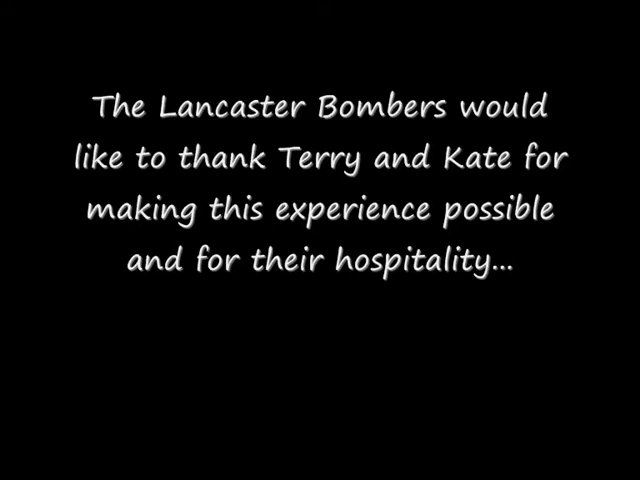 The Lancaster Bombers would
like to thank Terry and Kate for
making this experience possible
and for their hospitality...